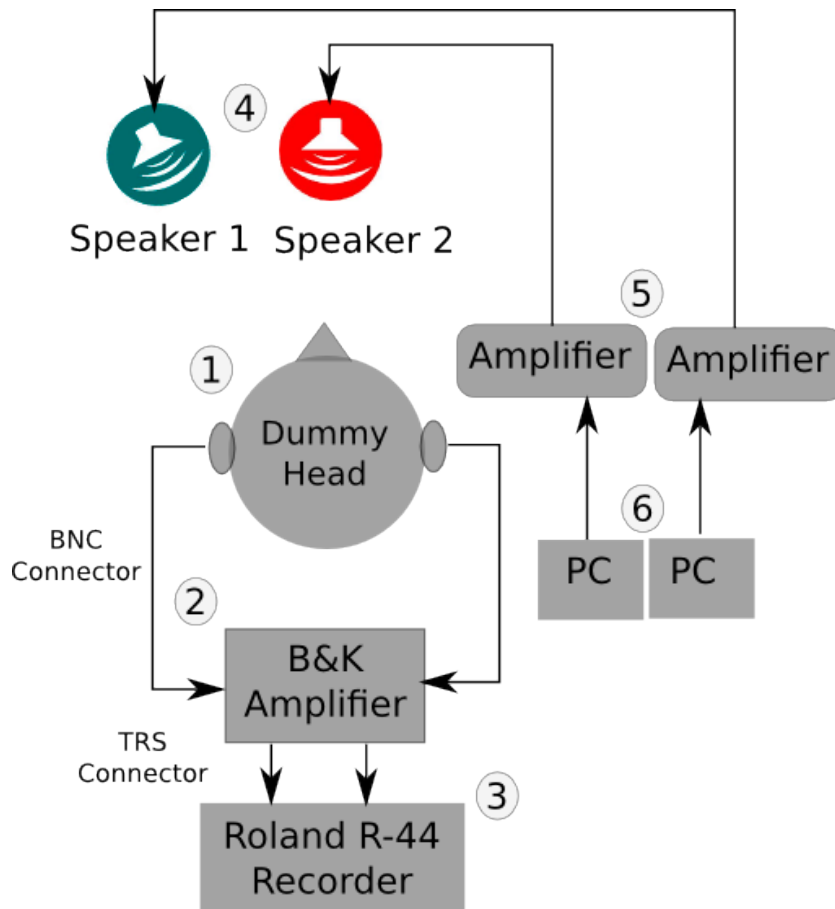 4
Speaker 1
Speaker 2
5
Amplifier
Amplifier
1
Dummy
Head
6
PC
PC
BNC
Connector
2
B&K
Amplifier
TRS
Connector
3
Roland R-44
Recorder